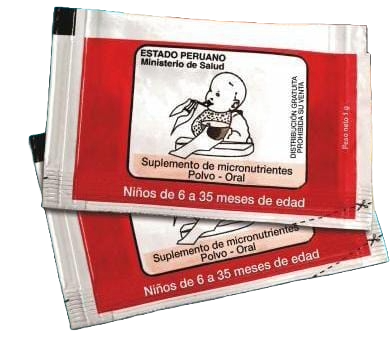 ESTADO PERUANO
Ministerio de Salud
DISTRIBUCIÓN GRATUITA
PROHIBIDA SU VENTA
Peso neto 1 g
Suplemento de micronutrientes
Polvo - Oral
Niños de 6 a 35 meses de edad
Suplemento de micronutrientes
Polvo - Oral
Niños de 6 a 35 meses de edad